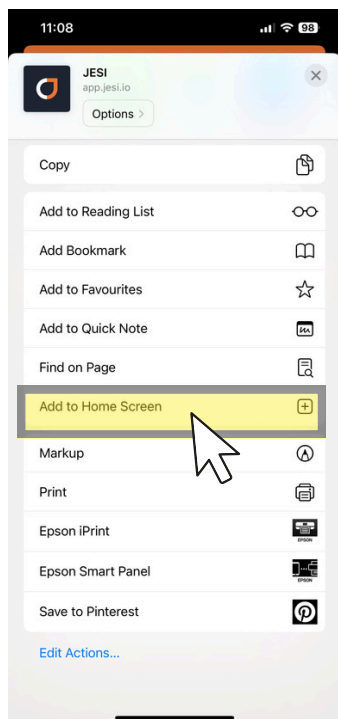 11:08
98
JESI
app.jesi.io
Options >
Copy
Add to Reading List
Add Bookmark
Add to Favourites
Add to Quick Note
Find on Page
Add to Home Screen
Markup
Print
Epson iPrint
EPSON
Epson Smart Panel
EPSON
Save to Pinterest
Edit Actions...